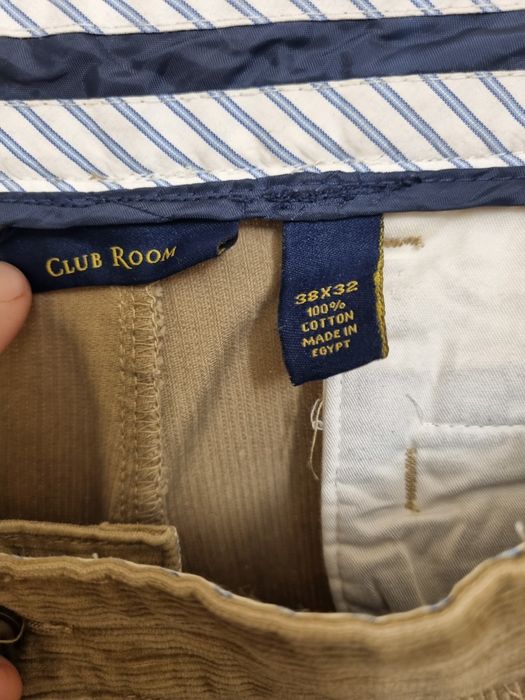 CLUB ROOM
38X32
100%
COTTON
MADE IN
EGYPT